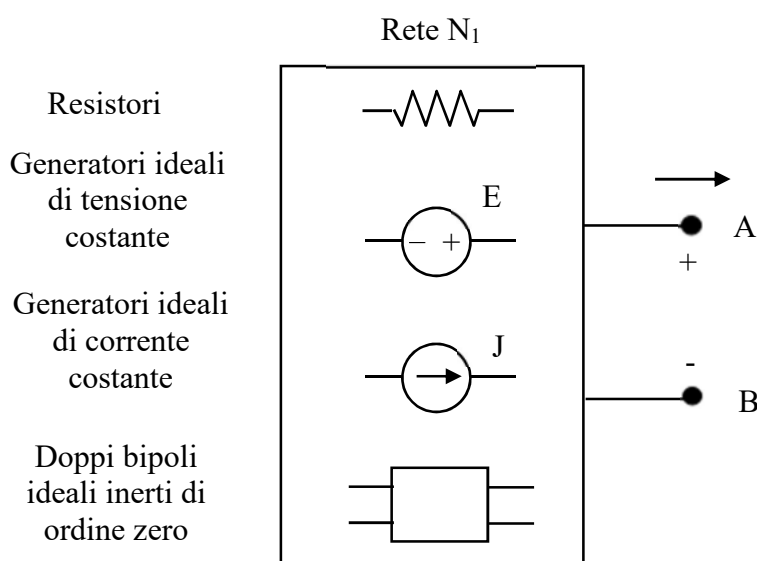 Rete N₁
Resistori
Generatori ideali
di tensione
costante
E
– +
A
+
Generatori ideali
di corrente
costante
J
-
B
Doppi bipoli
ideali inerti di
ordine zero